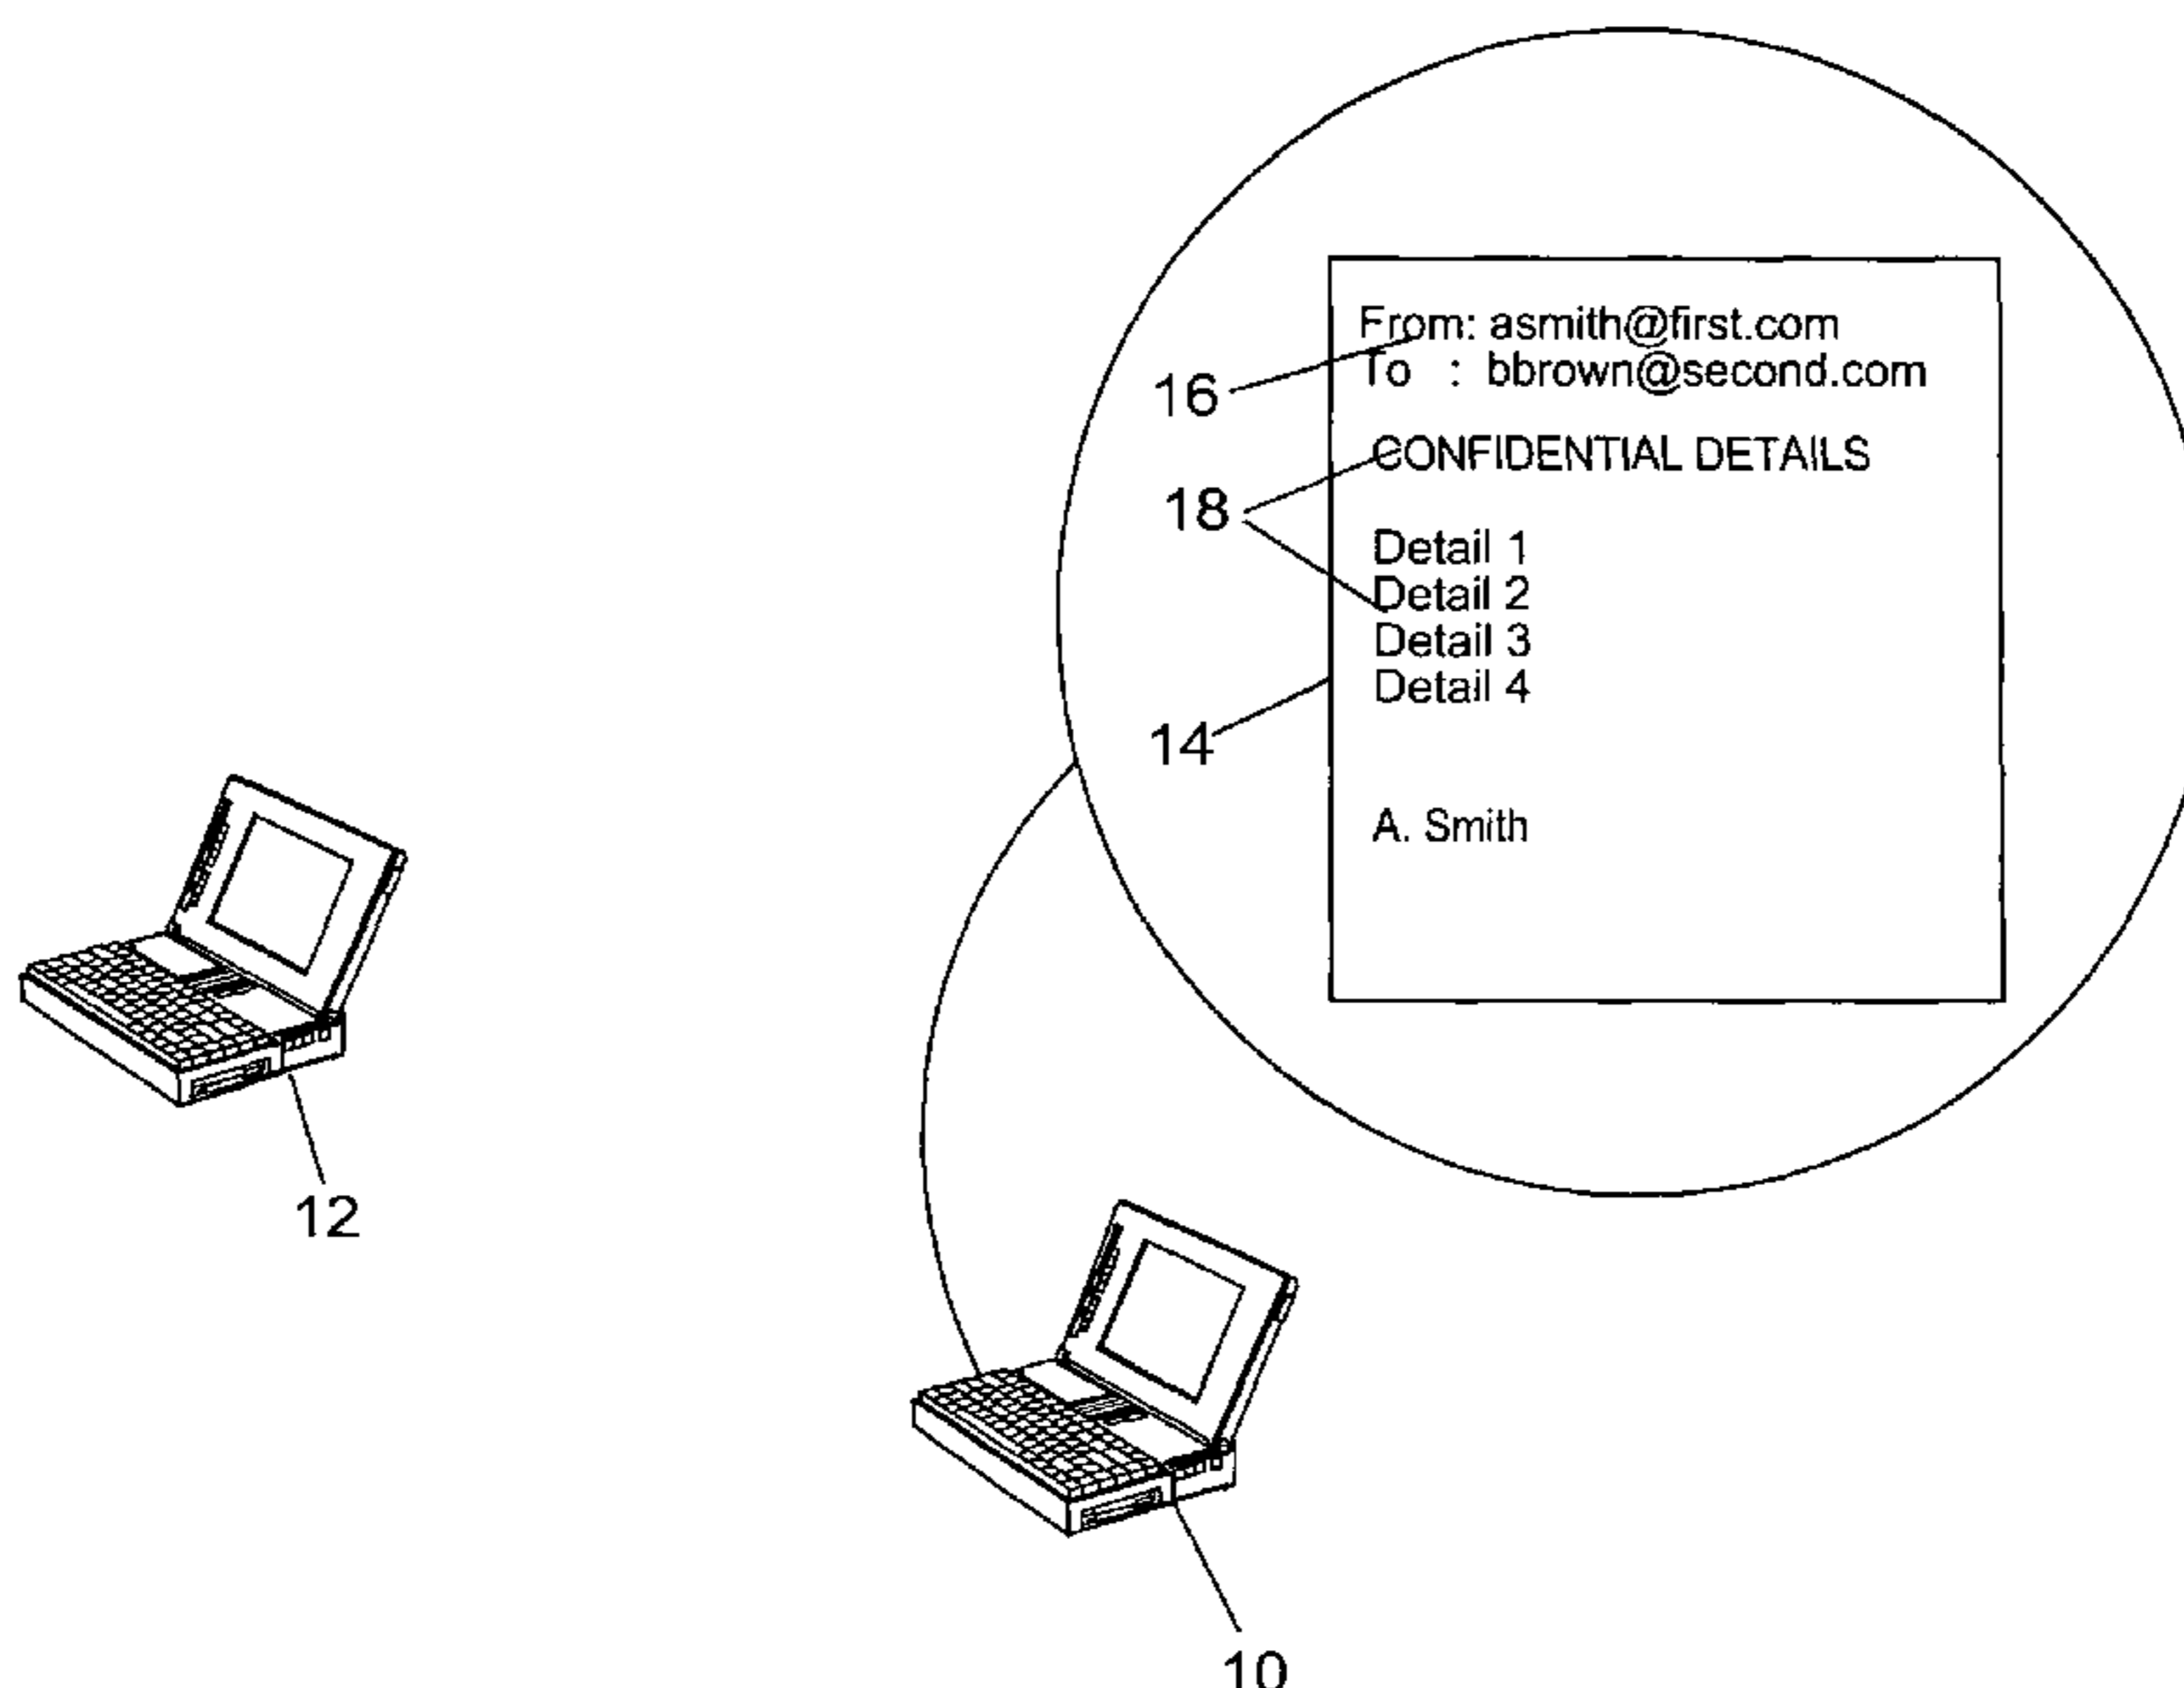 From: asmith@first.com
To : bbrown@second.com
16
CONFIDENTIAL DETAILS
18
Detail 1
Detail 2
Detail 3
Detail 4
14
A. Smith
12
10